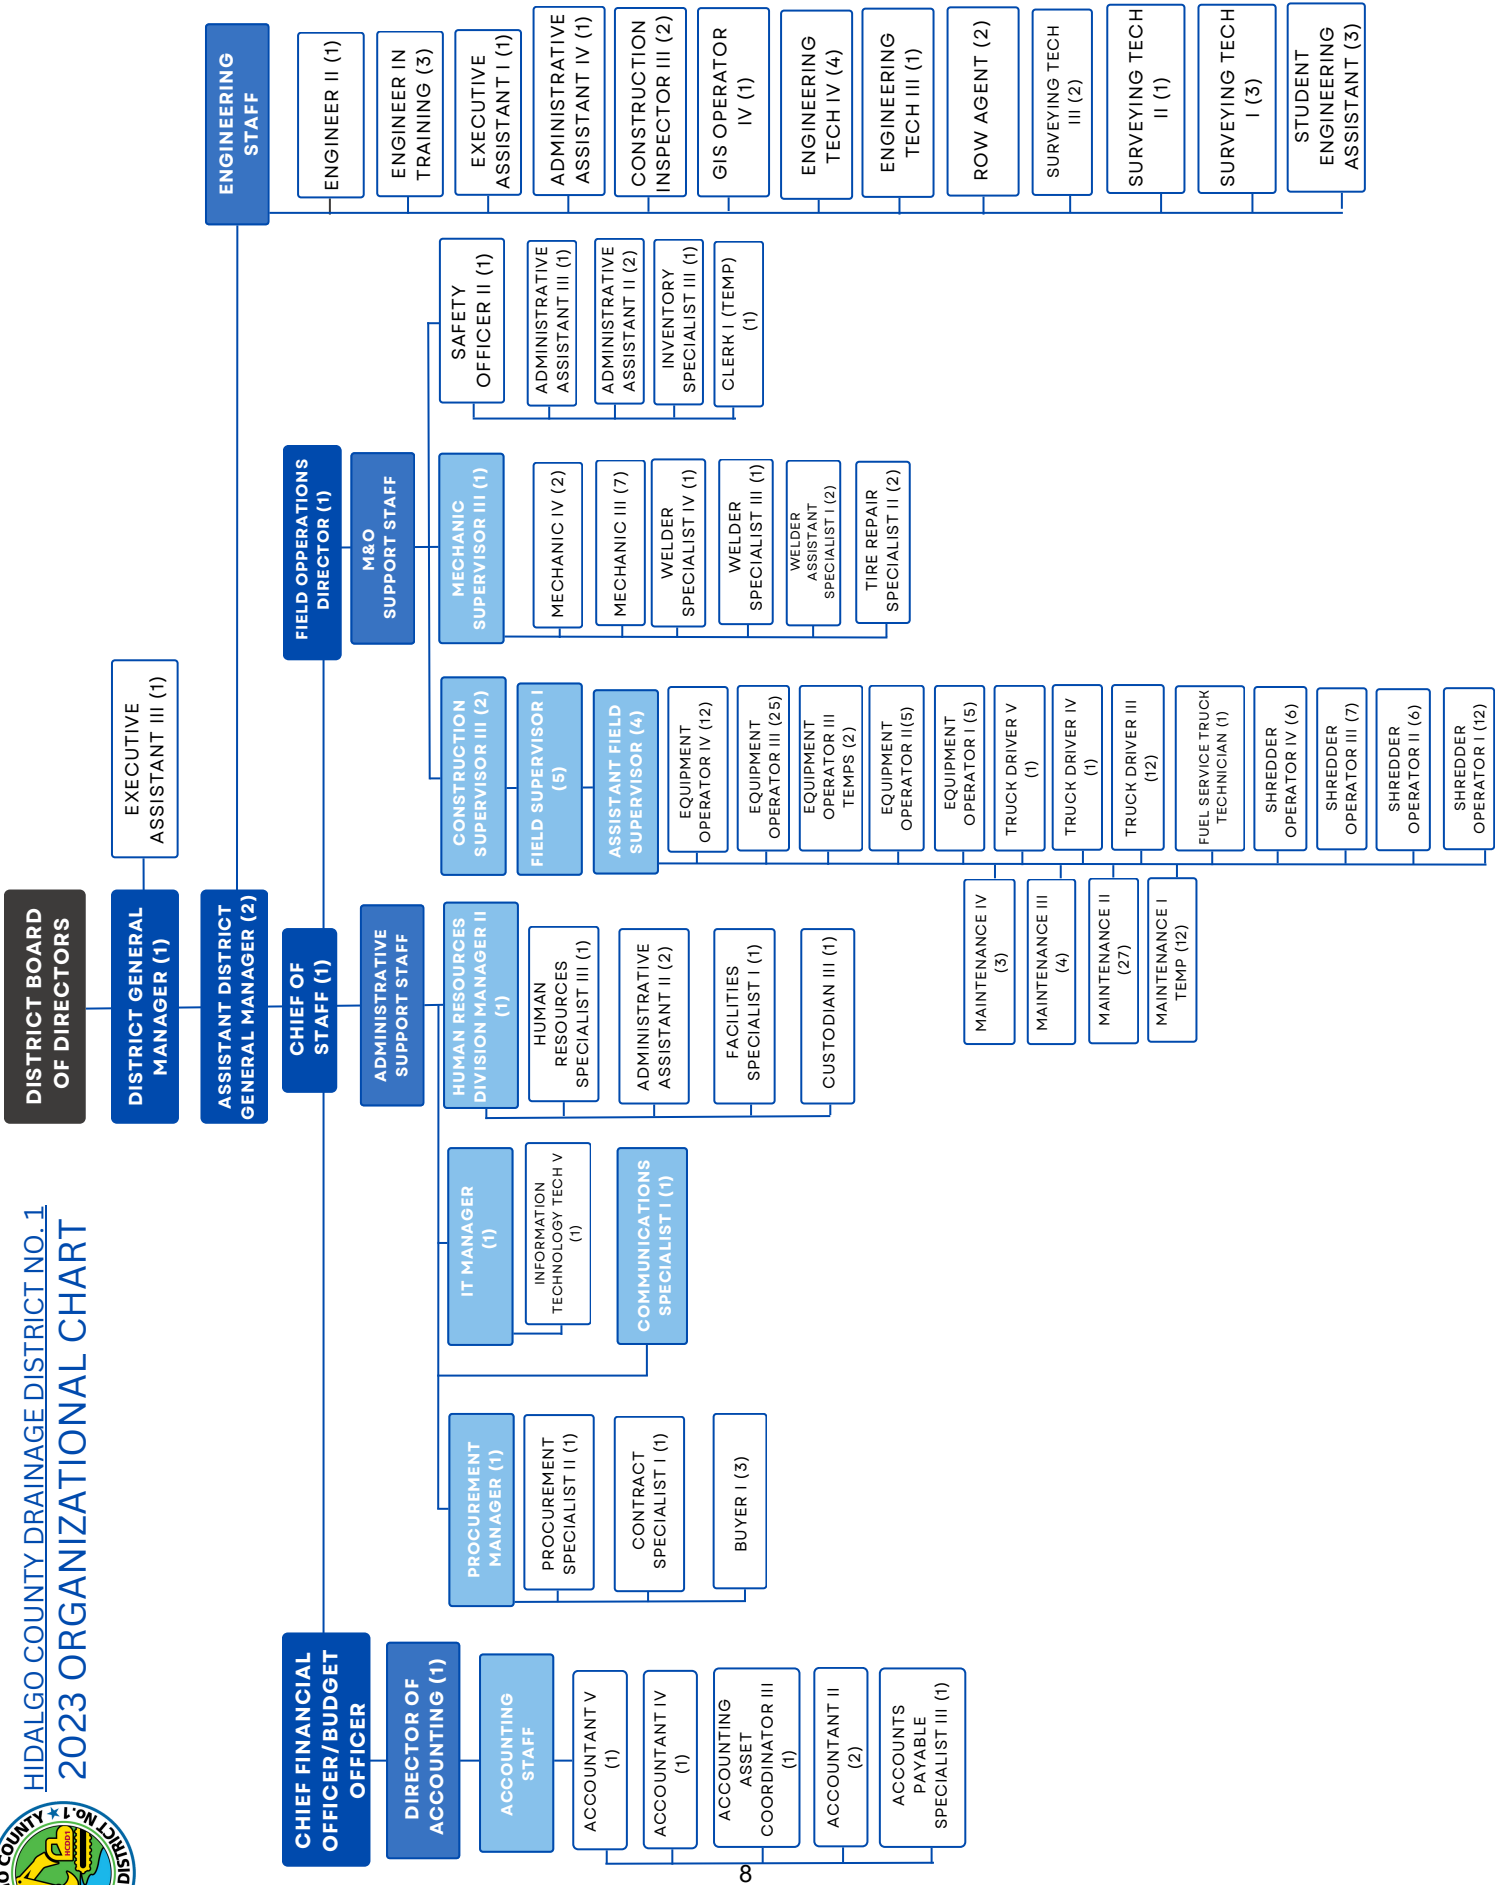 HIDALGO COUNTY DRAINAGE DISTRICT NO. 1
2023 ORGANIZATIONAL CHART
COUNTY ★
DISTRICT NO.1
HCDD1
DISTRICT BOARD
OF DIRECTORS
DISTRICT GENERAL
MANAGER (1)
EXECUTIVE
ASSISTANT III (1)
ASSISTANT DISTRICT
GENERAL MANAGER (2)
ENGINEERING
STAFF
ENGINEER II (1)
ENGINEER IN
TRAINING (3)
EXECUTIVE
ASSISTANT I (1)
ADMINISTRATIVE
ASSISTANT IV (1)
CONSTRUCTION
INSPECTOR III (2)
GIS OPERATOR
IV (1)
ENGINEERING
TECH IV (4)
ENGINEERING
TECH III (1)
ROW AGENT (2)
SURVEYING TECH
III (2)
SURVEYING TECH
II (1)
SURVEYING TECH
I (3)
STUDENT
ENGINEERING
ASSISTANT (3)
CHIEF FINANCIAL
OFFICER/BUDGET
OFFICER
DIRECTOR OF
ACCOUNTING (1)
ACCOUNTING
STAFF
ACCOUNTANT V
(1)
ACCOUNTANT IV
(1)
ACCOUNTING
ASSET
COORDINATOR III
(1)
ACCOUNTANT II
(2)
ACCOUNTS
PAYABLE
SPECIALIST III (1)
CHIEF OF
STAFF (1)
ADMINISTRATIVE
SUPPORT STAFF
PROCUREMENT
MANAGER (1)
PROCUREMENT
SPECIALIST II (1)
CONTRACT
SPECIALIST I (1)
BUYER I (3)
IT MANAGER
(1)
INFORMATION
TECHNOLOGY TECH V
(1)
COMMUNICATIONS
SPECIALIST I (1)
HUMAN RESOURCES
DIVISION MANAGER II
(1)
HUMAN
RESOURCES
SPECIALIST III (1)
ADMINISTRATIVE
ASSISTANT II (2)
FACILITIES
SPECIALIST I (1)
CUSTODIAN III (1)
FIELD OPPERATIONS
DIRECTOR (1)
M&O
SUPPORT STAFF
CONSTRUCTION
SUPERVISOR III (2)
FIELD SUPERVISOR I
(5)
ASSISTANT FIELD
SUPERVISOR (4)
EQUIPMENT
OPERATOR IV (12)
EQUIPMENT
OPERATOR III (25)
EQUIPMENT
OPERATOR III
TEMPS (2)
EQUIPMENT
OPERATOR II(5)
EQUIPMENT
OPERATOR I (5)
TRUCK DRIVER V
(1)
TRUCK DRIVER IV
(1)
TRUCK DRIVER III
(12)
FUEL SERVICE TRUCK
TECHNICIAN (1)
SHREDDER
OPERATOR IV (6)
SHREDDER
OPERATOR III (7)
SHREDDER
OPERATOR II (6)
SHREDDER
OPERATOR I (12)
MAINTENANCE IV
(3)
MAINTENANCE III
(4)
MAINTENANCE II
(27)
MAINTENANCE I
TEMP (12)
MECHANIC
SUPERVISOR III (1)
MECHANIC IV (2)
MECHANIC III (7)
WELDER
SPECIALIST IV (1)
WELDER
SPECIALIST III (1)
WELDER
ASSISTANT
SPECIALIST I (2)
TIRE REPAIR
SPECIALIST II (2)
SAFETY
OFFICER II (1)
ADMINISTRATIVE
ASSISTANT III (1)
ADMINISTRATIVE
ASSISTANT II (2)
INVENTORY
SPECIALIST III (1)
CLERK I (TEMP)
(1)
8